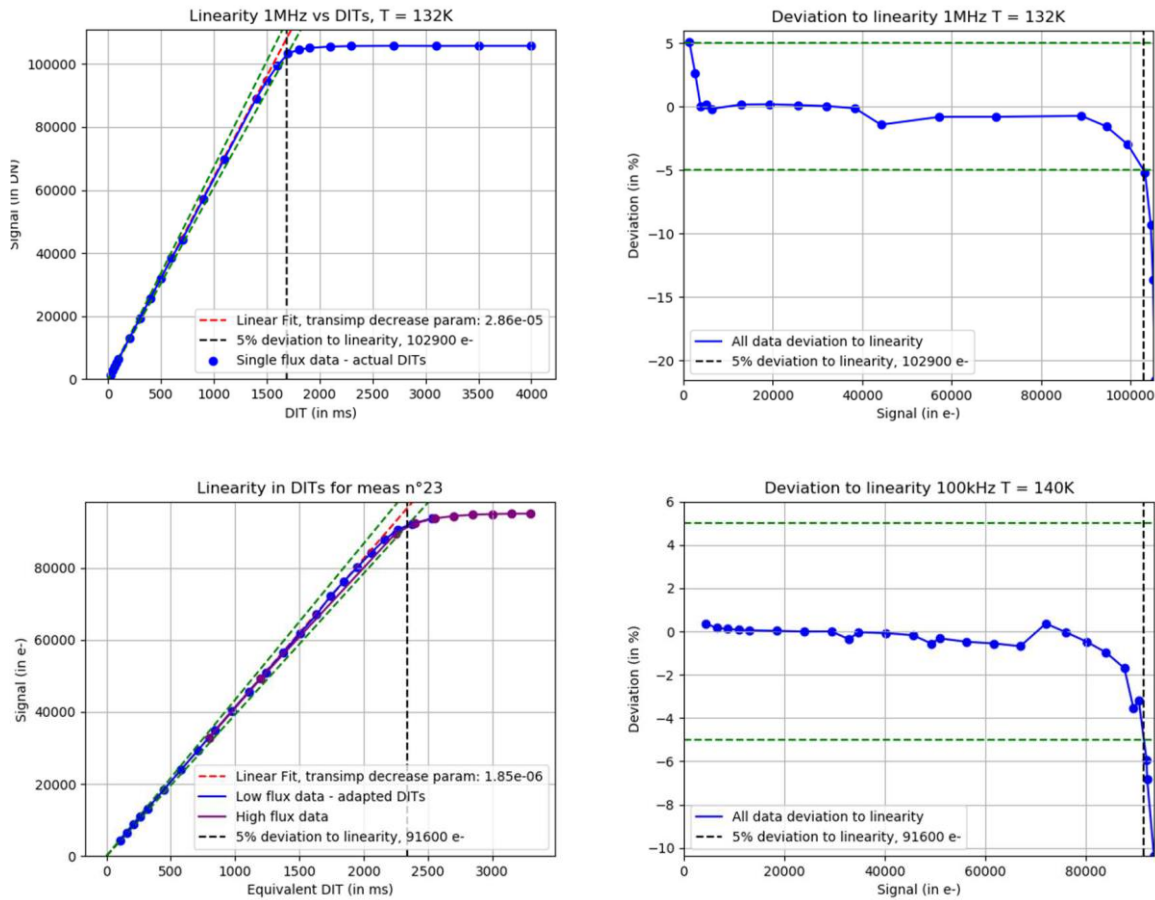 Linearity 1MHz vs DITs, T = 132K
100000
80000
60000
40000
20000
0
Signal (in DN)
Linear Fit, transimp decrease param: 2.86e-05
5% deviation to linearity, 102900 e-
Single flux data - actual DITs
0 500 1000 1500 2000 2500 3000 3500 4000
DIT (in ms)
Deviation to linearity 1MHz T = 132K
5
0
−5
−10
−15
−20
Deviation (in %)
All data deviation to linearity
5% deviation to linearity, 102900 e-
0 20000 40000 60000 80000 100000
Signal (in e-)
Linearity in DITs for meas n°23
80000
60000
40000
20000
0
Signal (in e-)
Linear Fit, transimp decrease param: 1.85e-06
Low flux data - adapted DITs
High flux data
5% deviation to linearity, 91600 e-
0 500 1000 1500 2000 2500 3000
Equivalent DIT (in ms)
Deviation to linearity 100kHz T = 140K
6
4
2
0
−2
−4
−6
−8
−10
Deviation (in %)
All data deviation to linearity
5% deviation to linearity, 91600 e-
0 20000 40000 60000 80000
Signal (in e-)